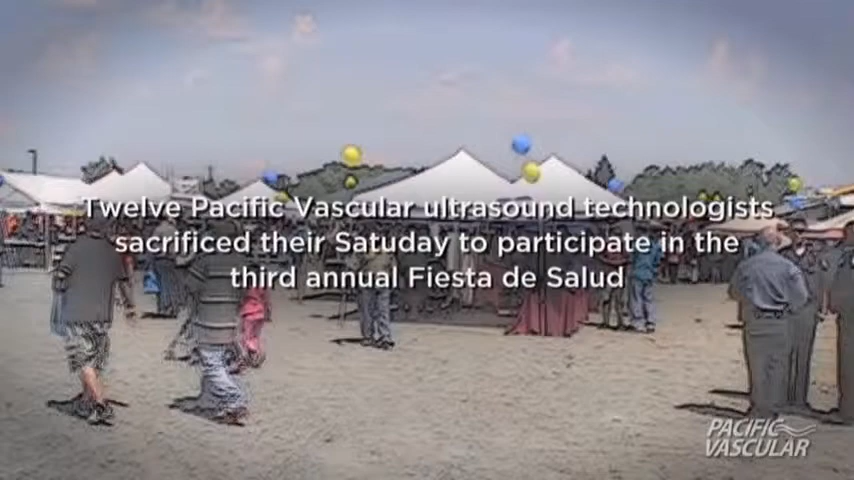 Twelve Pacific Vascular ultrasound technologists
sacrificed their Satuday to participate in the
third annual Fiesta de Salud
PACIFIC
VASCULAR